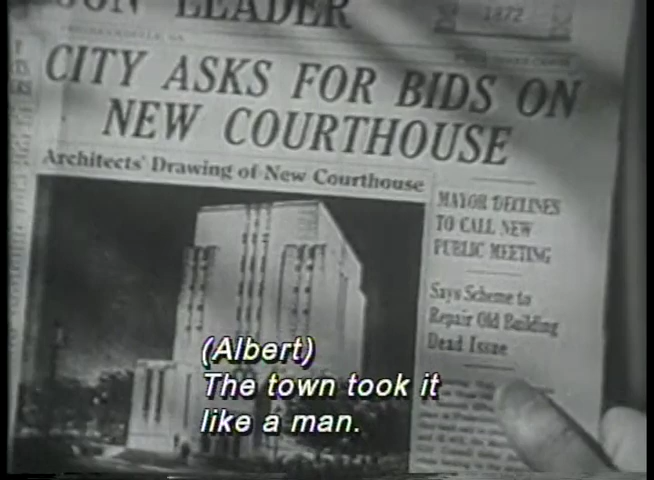 LEADER
1872
CITY ASKS FOR BIDS ON
NEW COURTHOUSE
Architects' Drawing of New Courthouse
MAYOR DECLINES
TO CALL NEW
PUBLIC MEETING
Says Scheme to
Repair Old Building
Dead Issue
(Albert)
The town took it
like a man.